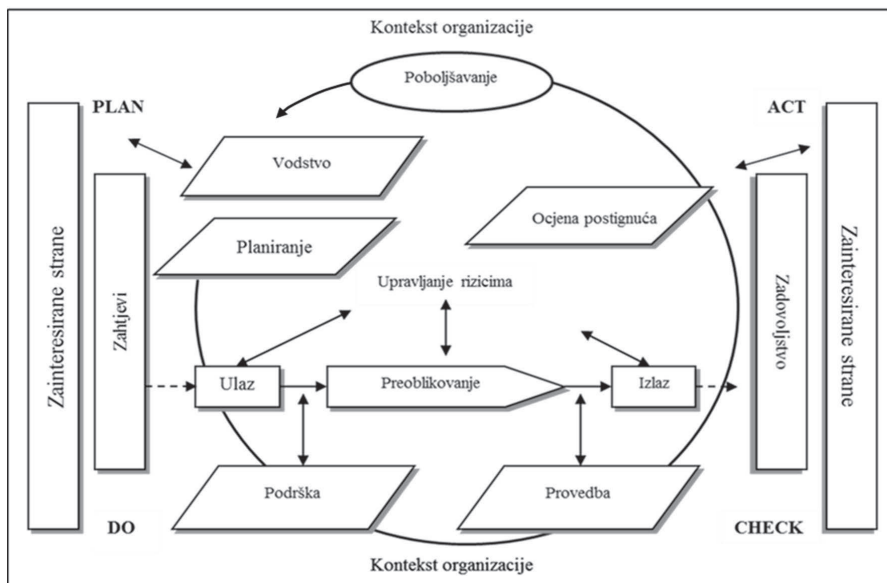 Kontekst organizacije
Poboljšavanje
PLAN
ACT
Vodstvo
Ocjena postignuća
Planiranje
Zainteresirane strane
Zahtjevi
Upravljanje rizicima
Zadovoljstvo
Zainteresirane strane
Ulaz
Preoblikovanje
Izlaz
Podrška
Provedba
DO
CHECK
Kontekst organizacije